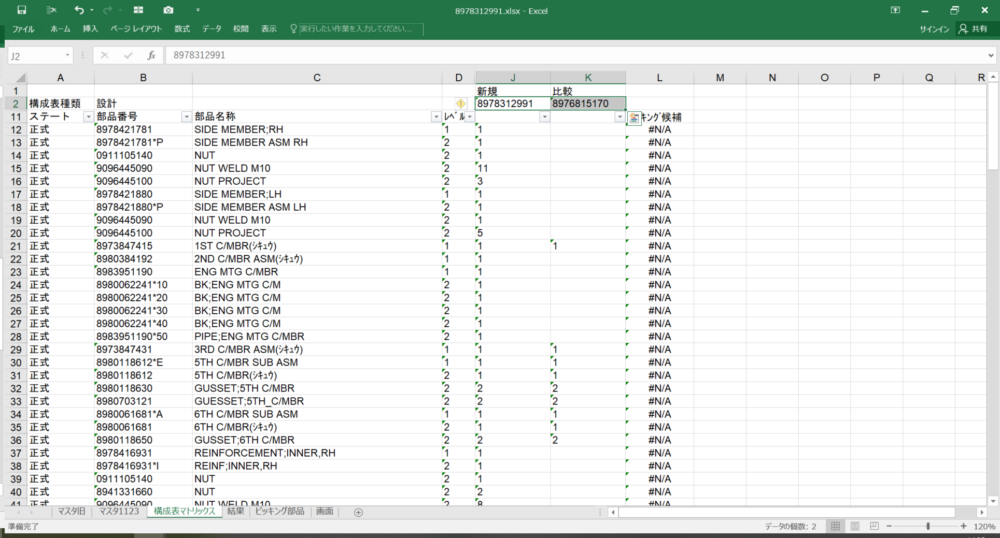 8978312991.xlsx - Excel
ファイル ホーム 挿入 ページ レイアウト 数式 データ 校閲 表示 実行したい作業を入力してください... サインイン 共有
J2 fx 8978312991
A B C D J K L M N O P Q R
1 新規 比較
2 構成表種類 設計 8978312991 8976815170
11 ステート 部品番号 部品名称 ﾚﾍﾞﾙ ｷﾝｸﾞ候補
12 正式 8978421781 SIDE MEMBER;RH 1 1 #N/A
13 正式 8978421781*P SIDE MEMBER ASM RH 2 1 #N/A
14 正式 0911105140 NUT 2 1 #N/A
15 正式 9096445090 NUT WELD M10 2 11 #N/A
16 正式 9096445100 NUT PROJECT 2 3 #N/A
17 正式 8978421880 SIDE MEMBER;LH 1 1 #N/A
18 正式 8978421880*P SIDE MEMBER ASM LH 2 1 #N/A
19 正式 9096445090 NUT WELD M10 2 1 #N/A
20 正式 9096445100 NUT PROJECT 2 5 #N/A
21 正式 8973847415 1ST C/MBR(ｼｷｭｳ) 1 1 1 #N/A
22 正式 8980384192 2ND C/MBR ASM(ｼｷｭｳ) 1 1 #N/A
23 正式 8983951190 ENG MTG C/MBR 1 1 #N/A
24 正式 8980062241*10 BK;ENG MTG C/M 2 1 #N/A
25 正式 8980062241*20 BK;ENG MTG C/M 2 1 #N/A
26 正式 8980062241*30 BK;ENG MTG C/M 2 1 #N/A
27 正式 8980062241*40 BK;ENG MTG C/M 2 1 #N/A
28 正式 8983951190*50 PIPE;ENG MTG C/MBR 2 1 #N/A
29 正式 8973847431 3RD C/MBR ASM(ｼｷｭｳ) 1 1 1 #N/A
30 正式 8980118612*E 5TH C/MBR SUB ASM 1 1 1 #N/A
31 正式 8980118612 5TH C/MBR(ｼｷｭｳ) 2 1 1 #N/A
32 正式 8980118630 GUSSET;5TH C/MBR 2 2 2 #N/A
33 正式 8980703121 GUESSET;5TH_C/MBR 2 2 2 #N/A
34 正式 8980061681*A 6TH C/MBR SUB ASM 1 1 1 #N/A
35 正式 8980061681 6TH C/MBR(ｼｷｭｳ) 2 1 1 #N/A
36 正式 8980118650 GUSSET;6TH C/MBR 2 2 2 #N/A
37 正式 8978416931 REINFORCEMENT;INNER,RH 1 1 #N/A
38 正式 8978416931*I REINF;INNER,RH 2 1 #N/A
39 正式 0911105140 NUT 2 1 #N/A
40 正式 8941331660 NUT 2 2 #N/A
41 正式 9096445090 NUT WELD M10 2 8 #N/A
マスタ旧 マスタ1123 構成表マトリックス 結果 ピッキング部品 画面
準備完了 データの個数: 2 120%